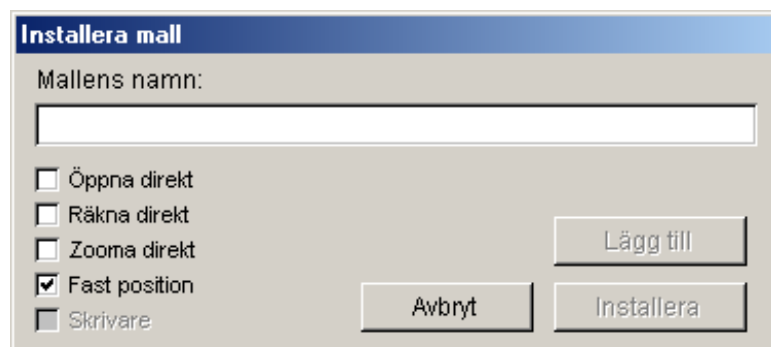 Installera mall
Mallens namn:
Öppna direkt
Räkna direkt
Zooma direkt
Lägg till
Fast position
Avbryt
Installera
Skrivare